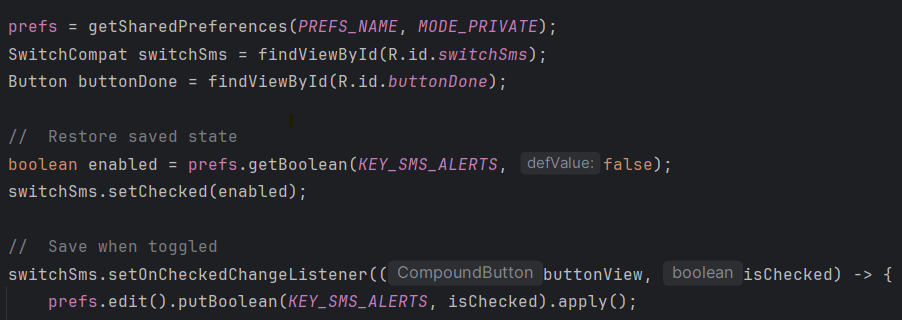 prefs = getSharedPreferences(PREFS_NAME, MODE_PRIVATE);
SwitchCompat switchSms = findViewById(R.id.switchSms);
Button buttonDone = findViewById(R.id.buttonDone);
//  Restore saved state
boolean enabled = prefs.getBoolean(KEY_SMS_ALERTS, defValue: false);
switchSms.setChecked(enabled);
//  Save when toggled
switchSms.setOnCheckedChangeListener(( CompoundButton buttonView, boolean isChecked) -> {
prefs.edit().putBoolean(KEY_SMS_ALERTS, isChecked).apply();